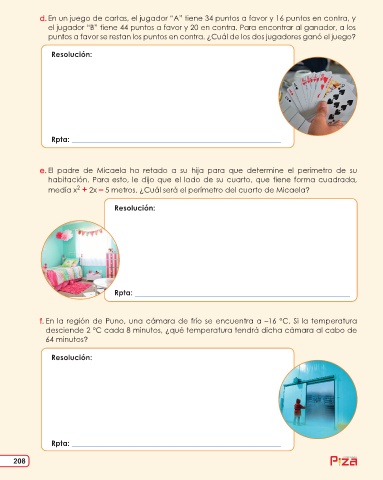 d. En un juego de cartas, el jugador “A” tiene 34 puntos a favor y 16 puntos en contra, y
el jugador “B” tiene 44 puntos a favor y 20 en contra. Para encontrar al ganador, a los
puntos a favor se restan los puntos en contra. ¿Cuál de los dos jugadores ganó el juego?
Resolución:
Rpta:
e. El padre de Micaela ha retado a su hija para que determine el perímetro de su
habitación. Para esto, le dijo que el lado de su cuarto, que tiene forma cuadrada,
medía x² + 2x – 5 metros. ¿Cuál será el perímetro del cuarto de Micaela?
Resolución:
Rpta:
f. En la región de Puno, una cámara de frío se encuentra a –16 °C. Si la temperatura
desciende 2 °C cada 8 minutos, ¿qué temperatura tendrá dicha cámara al cabo de
64 minutos?
Resolución:
Rpta:
208